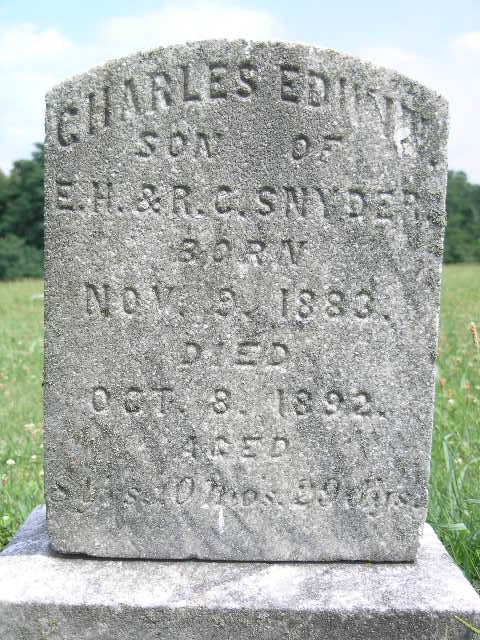 CHARLES EDWIN
SON OF
E.H. & R.C. SNYDER.
BORN
NOV. 9. 1883.
DIED
OCT. 8. 1892.
AGED
8 Yrs. 10 Mos. 29 Dys.